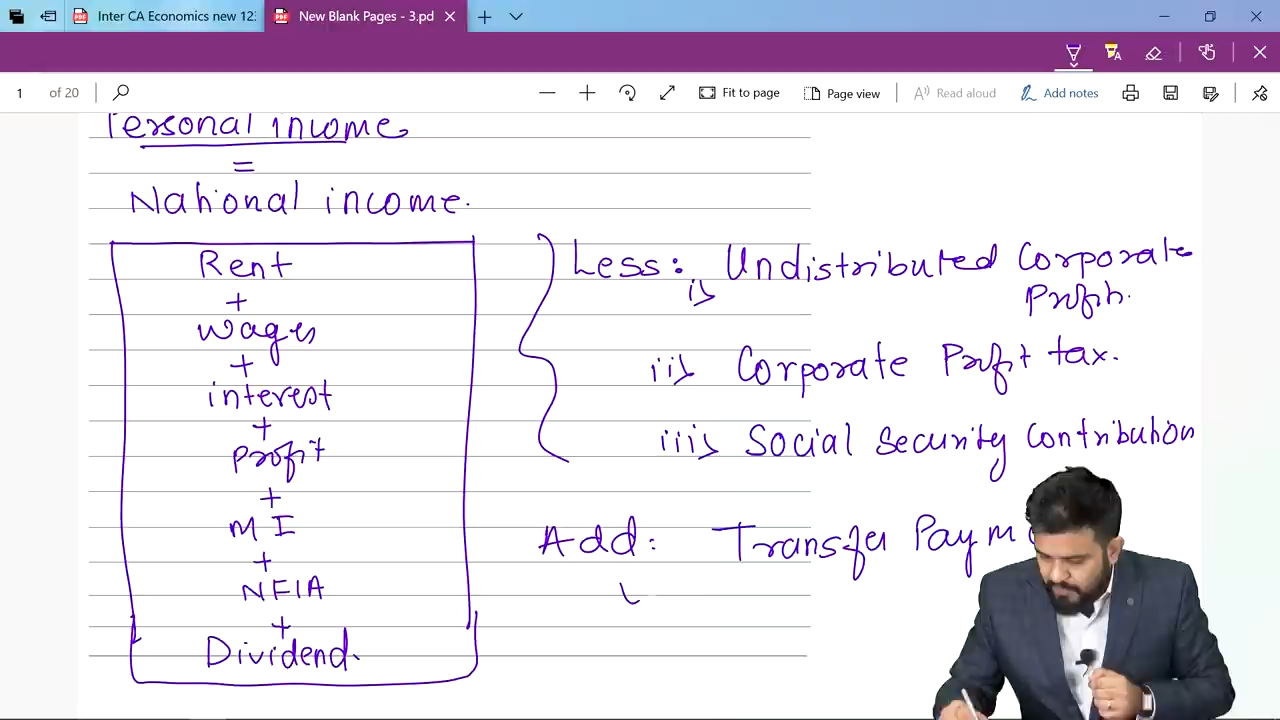 Inter CA Economics new 12
New Blank Pages - 3.pd
1 of 20
Fit to page
Page view
Read aloud
Add notes
Personal income
=
National income.
Rent
+
wages
+
interest
+
Profit
+
M I
+
NFIA
+
Dividend.
Less: i) Undistributed Corporate
Profit.
ii) Corporate Profit tax.
iii) Social Security Contribution
Add: Transfer Paym